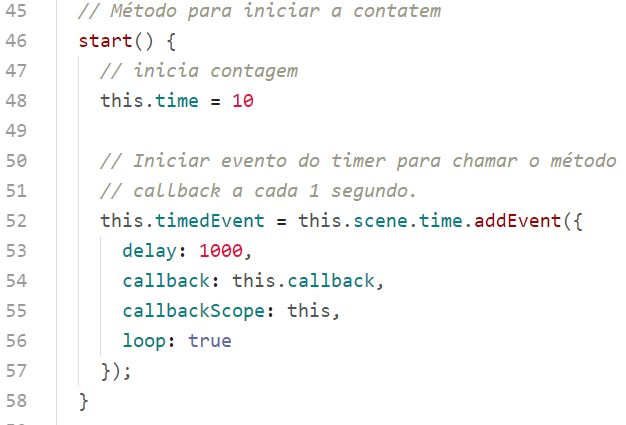 45 // Método para iniciar a contatem
46 start() {
47 // inicia contagem
48 this.time = 10
49
50 // Iniciar evento do timer para chamar o método
51 // callback a cada 1 segundo.
52 this.timedEvent = this.scene.time.addEvent({
53 delay: 1000,
54 callback: this.callback,
55 callbackScope: this,
56 loop: true
57 });
58 }